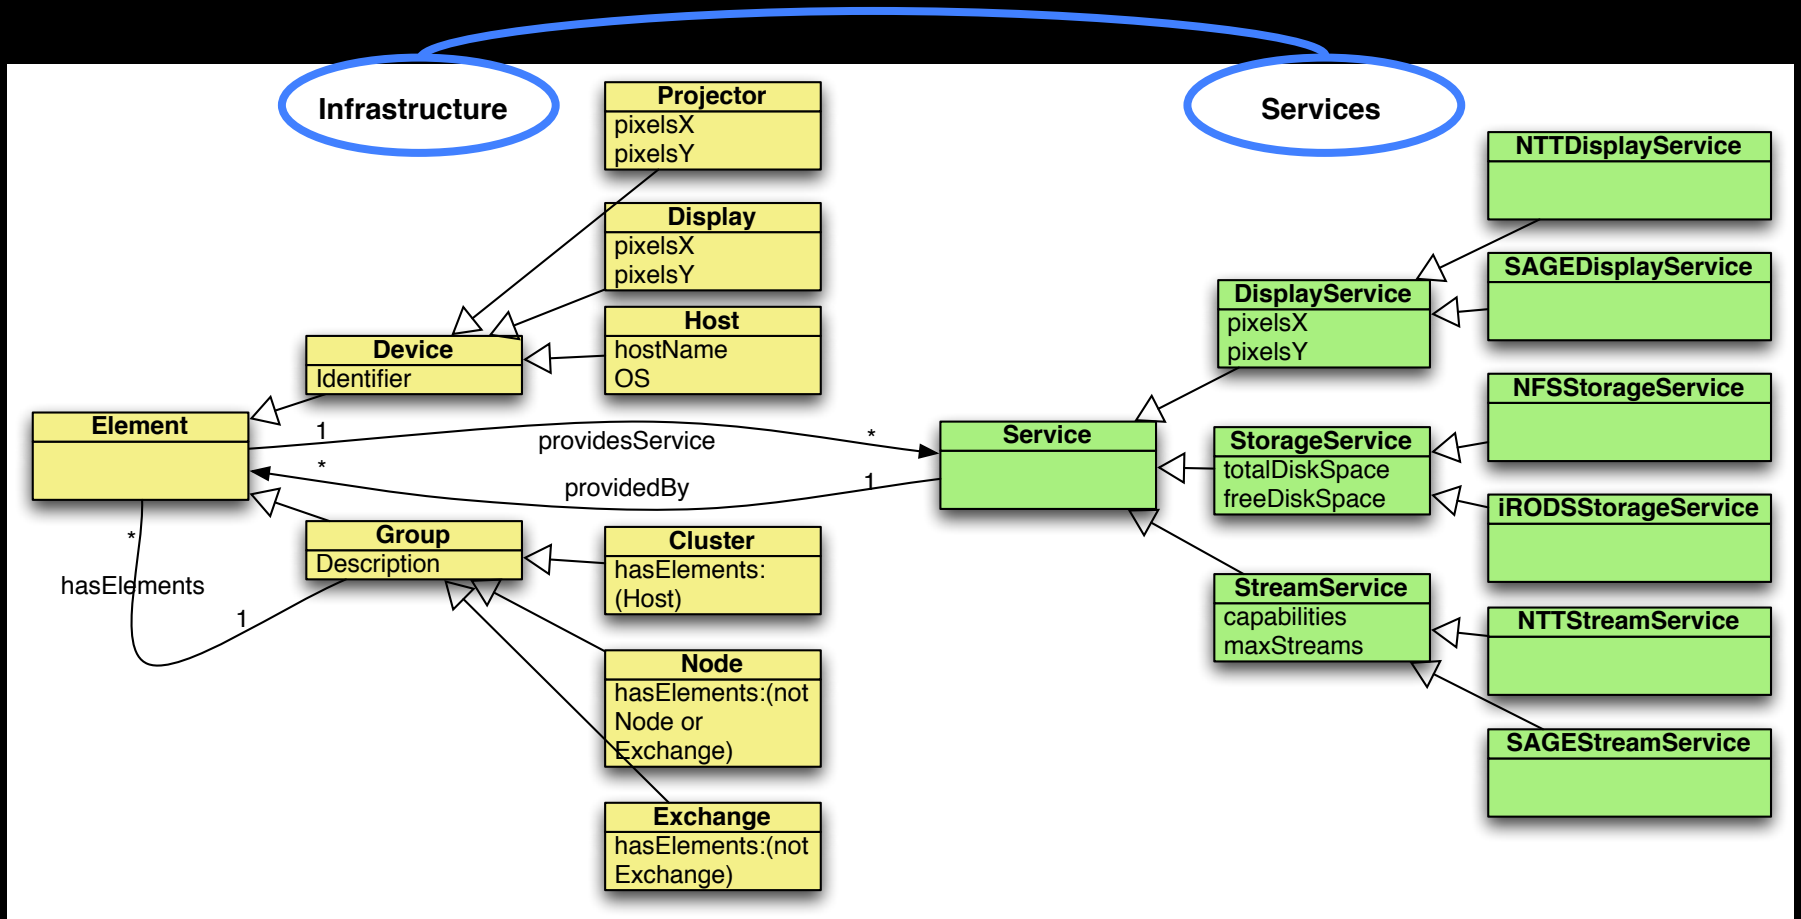 Infrastructure
Services
Projector
pixelsX
pixelsY
Display
pixelsX
pixelsY
Host
hostName
OS
Device
Identifier
Element
1
providesService
*
*
providedBy
1
Group
Description
*
hasElements
1
Cluster
hasElements:
(Host)
Node
hasElements:(not
Node or
Exchange)
Exchange
hasElements:(not
Exchange)
Service
DisplayService
pixelsX
pixelsY
StorageService
totalDiskSpace
freeDiskSpace
StreamService
capabilities
maxStreams
NTTDisplayService
SAGEDisplayService
NFSStorageService
iRODSStorageService
NTTStreamService
SAGEStreamService